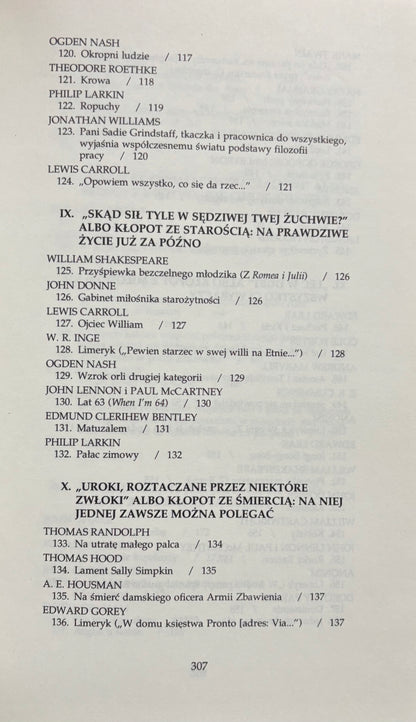 OGDEN NASH
120. Okropni ludzie / 117
THEODORE ROETHKE
121. Krowa / 118
PHILIP LARKIN
122. Ropuchy / 119
JONATHAN WILLIAMS
123. Pani Sadie Grindstaff, tkaczka i pracownica do wszystkiego,
wyjaśnia współczesnemu światu podstawy filozofii
pracy / 120
LEWIS CARROLL
124. „Opowiem wszystko, co się da rzec...” / 121
IX. „SKĄD SIŁ TYLE W SĘDZIWEJ TWEJ ŻUCHWIE?”
ALBO KŁOPOT ZE STAROŚCIĄ: NA PRAWDZIWE
ŻYCIE JUŻ ZA PÓŹNO
WILLIAM SHAKESPEARE
125. Przyśpiewka bezczelnego młodzika (Z Romea i Julii) / 126
JOHN DONNE
126. Gabinet miłośnika starożytności / 126
LEWIS CARROLL
127. Ojciec William / 127
W. R. INGE
128. Limeryk („Pewien starzec w swej willi na Etnie...”) / 128
OGDEN NASH
129. Wzrok orli drugiej kategorii / 129
JOHN LENNON i PAUL McCARTNEY
130. Lat 63 (When I'm 64) / 130
EDMUND CLERIHEW BENTLEY
131. Matuzalem / 131
PHILIP LARKIN
132. Pałac zimowy / 132
X. „UROKI, ROZTACZANE PRZEZ NIEKTÓRE
ZWŁOKI” ALBO KŁOPOT ZE ŚMIERCIĄ: NA NIEJ
JEDNEJ ZAWSZE MOŻNA POLEGAĆ
THOMAS RANDOLPH
133. Na utratę małego palca / 134
THOMAS HOOD
134. Lament Sally Simpkin / 135
A. E. HOUSMAN
135. Na śmierć damskiego oficera Armii Zbawienia / 137
EDWARD GOREY
136. Limeryk („W domu księstwa Pronto [adres: Via...”) / 137
307